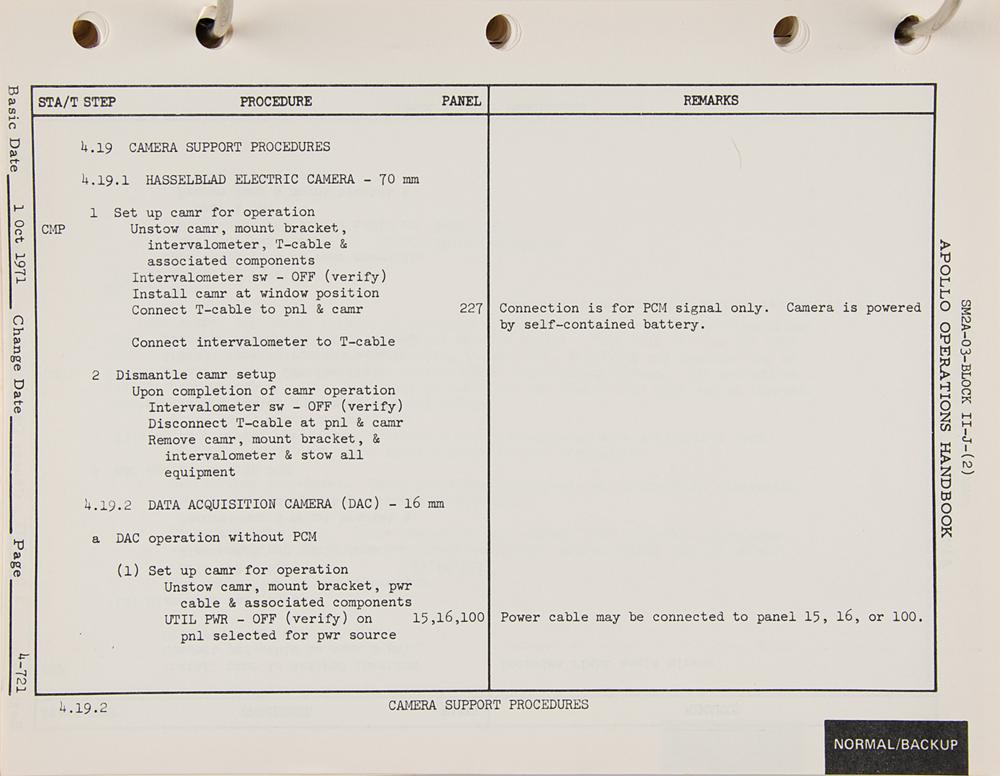 STA/T STEP PROCEDURE PANEL REMARKS
4.19 CAMERA SUPPORT PROCEDURES
4.19.1 HASSELBLAD ELECTRIC CAMERA - 70 mm
1 Set up camr for operation
CMP Unstow camr, mount bracket,
intervalometer, T-cable &
associated components
Intervalometer sw - OFF (verify)
Install camr at window position
Connect T-cable to pnl & camr 227 Connection is for PCM signal only. Camera is powered
by self-contained battery.
Connect intervalometer to T-cable
2 Dismantle camr setup
Upon completion of camr operation
Intervalometer sw - OFF (verify)
Disconnect T-cable at pnl & camr
Remove camr, mount bracket, &
intervalometer & stow all
equipment
4.19.2 DATA ACQUISITION CAMERA (DAC) - 16 mm
a DAC operation without PCM
(1) Set up camr for operation
Unstow camr, mount bracket, pwr
cable & associated components
UTIL PWR - OFF (verify) on 15,16,100 Power cable may be connected to panel 15, 16, or 100.
pnl selected for pwr source
4.19.2 CAMERA SUPPORT PROCEDURES
NORMAL/BACKUP
Basic Date 1 Oct 1971 Change Date Page 4-721
SM2A-03-BLOCK II-J-(2)
APOLLO OPERATIONS HANDBOOK